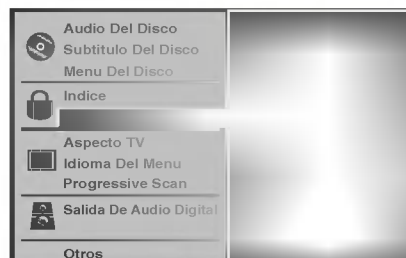 Audio Del Disco
Subtitulo Del Disco
Menu Del Disco
Indice
Aspecto TV
Idioma Del Menu
Progressive Scan
Salida De Audio Digital
Otros